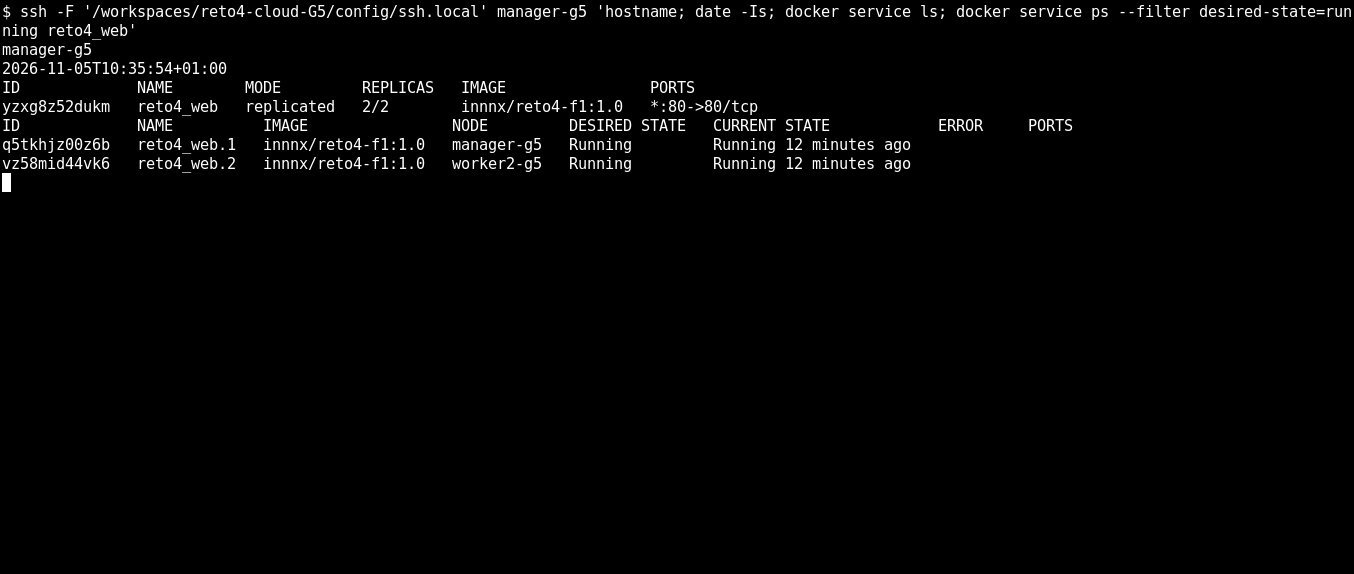 $ ssh -F '/workspaces/reto4-cloud-G5/config/ssh.local' manager-g5 'hostname; date -Is; docker service ls; docker service ps --filter desired-state=run
ning reto4_web'
manager-g5
2026-11-05T10:35:54+01:00
ID             NAME        MODE         REPLICAS   IMAGE                PORTS
yzxg8z52dukm   reto4_web   replicated   2/2        innnx/reto4-f1:1.0   *:80->80/tcp
ID             NAME          IMAGE                NODE         DESIRED STATE   CURRENT STATE            ERROR     PORTS
q5tkhjz00z6b   reto4_web.1   innnx/reto4-f1:1.0   manager-g5   Running         Running 12 minutes ago
vz58mid44vk6   reto4_web.2   innnx/reto4-f1:1.0   worker2-g5   Running         Running 12 minutes ago